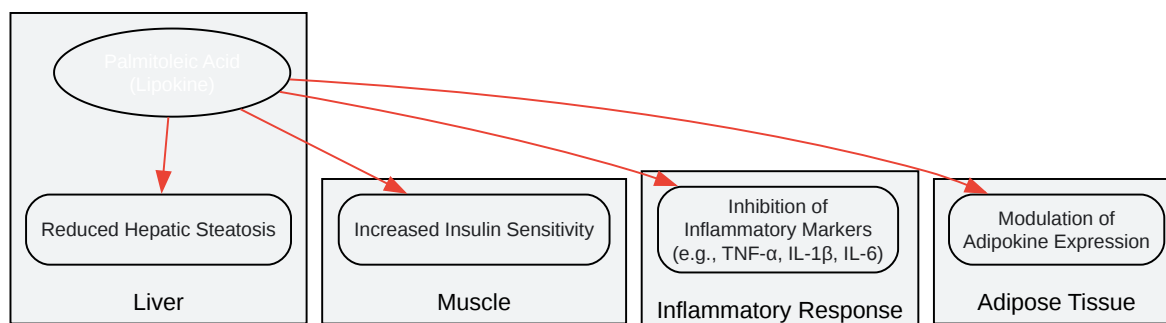 Palmitoleic Acid
(Lipokine)
Reduced Hepatic Steatosis
Liver
Increased Insulin Sensitivity
Muscle
Inhibition of
Inflammatory Markers
(e.g., TNF-α, IL-1β, IL-6)
Inflammatory Response
Modulation of
Adipokine Expression
Adipose Tissue